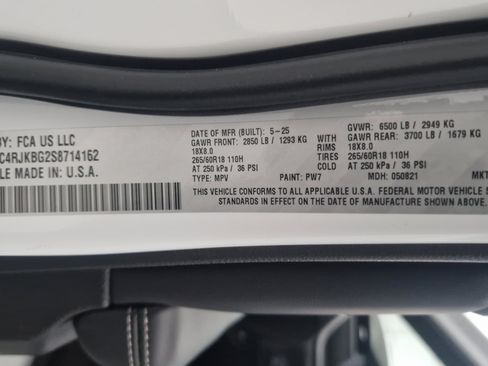 BY: FCA US LLC
C4RJKBG2S8714162
LE MADE IN U.S.A.
DATE OF MFR (BUILT): 5-25 GVWR: 6500 LB / 2949 KG
GAWR FRONT: 2850 LB / 1293 KG WITH GAWR REAR: 3700 LB / 1679 KG
18X8.0 RIMS 18X8.0
265/60R18 110H TIRES 265/60R18 110H
AT 250 kPa / 36 PSI COLD AT 250 kPa / 36 PSI
TYPE: MPV PAINT: PW7 MDH: 050821 MKT
THIS VEHICLE CONFORMS TO ALL APPLICABLE U.S.A. FEDERAL MOTOR VEHICLE S
STANDARDS IN EFFECT ON THE DATE OF MANUFACTURE SHOWN ABOVE.